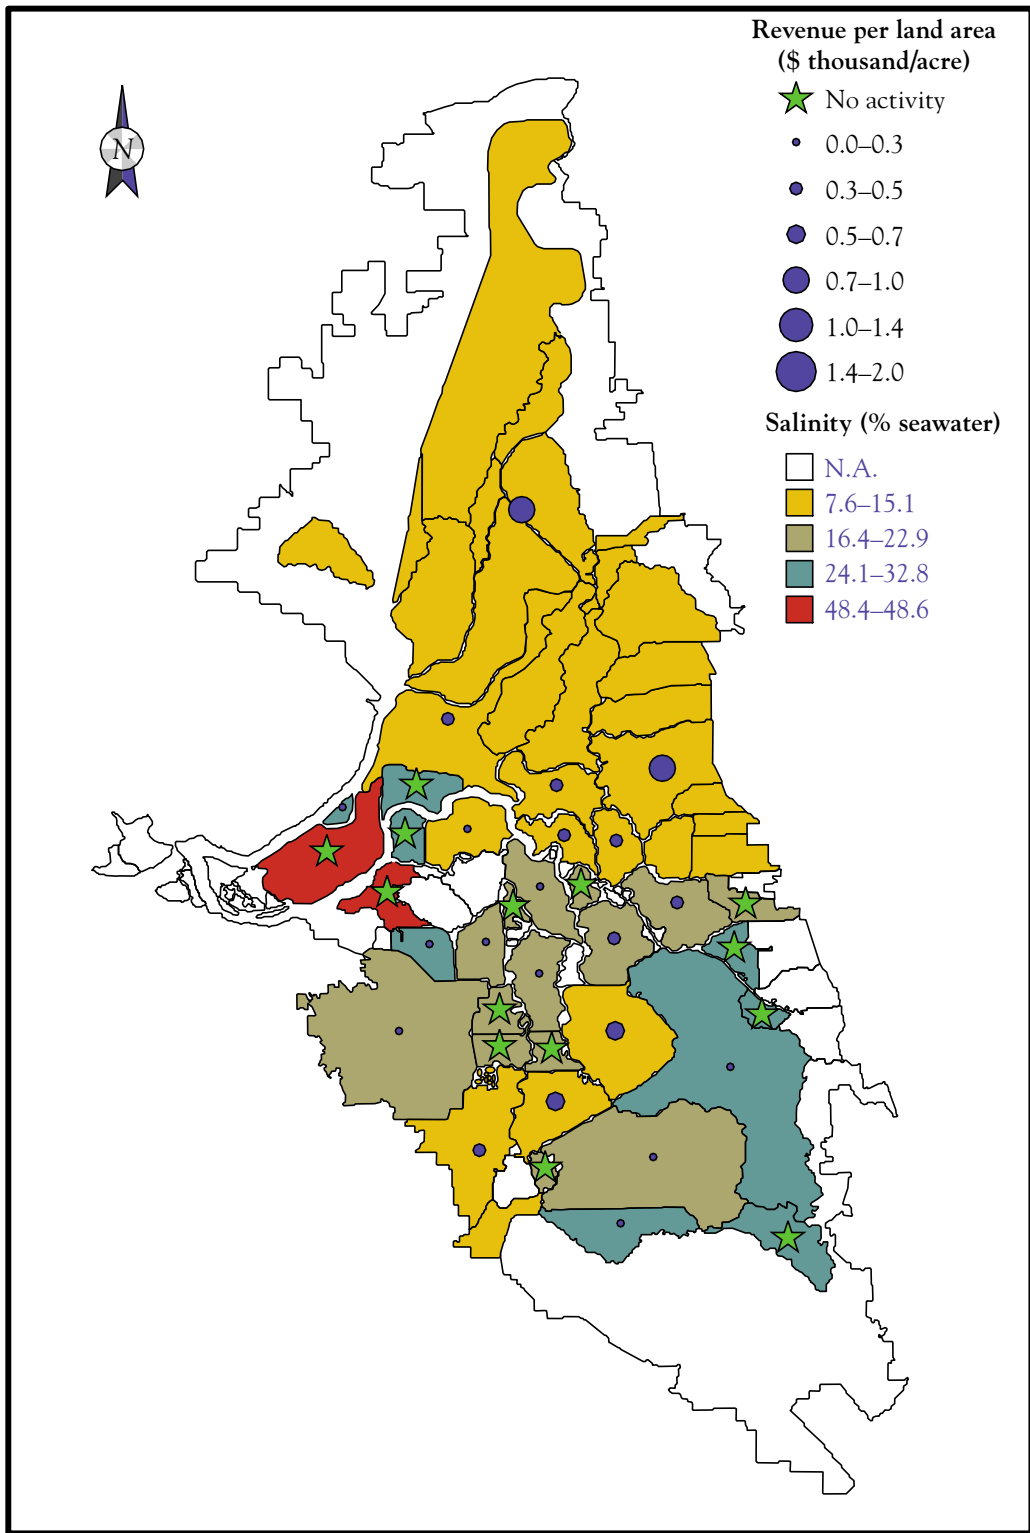 Revenue per land area
($ thousand/acre)
No activity
0.0–0.3
0.3–0.5
0.5–0.7
0.7–1.0
1.0–1.4
1.4–2.0
Salinity (% seawater)
N.A.
7.6–15.1
16.4–22.9
24.1–32.8
48.4–48.6
N